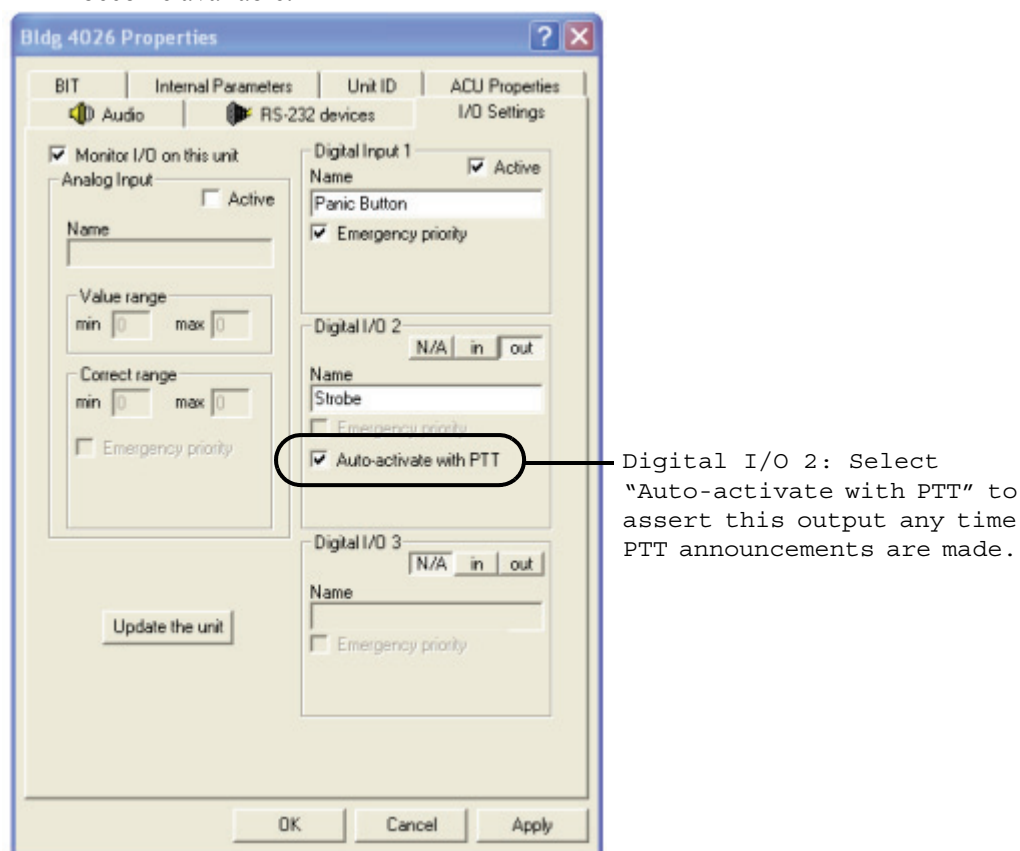 Bldg 4026 Properties
BIT
Internal Parameters
Unit ID
ACU Properties
Audio
RS-232 devices
I/O Settings
Monitor I/O on this unit
Analog Input
Active
Name
Value range
min 0 max 0
Correct range
min 0 max 0
Emergency priority
Update the unit
Digital Input 1
Active
Name
Panic Button
Emergency priority
Digital I/O 2
N/A in out
Name
Strobe
Emergency priority
Auto-activate with PTT
Digital I/O 3
N/A in out
Name
Emergency priority
OK
Cancel
Apply
Digital I/O 2: Select
“Auto-activate with PTT” to
assert this output any time
PTT announcements are made.